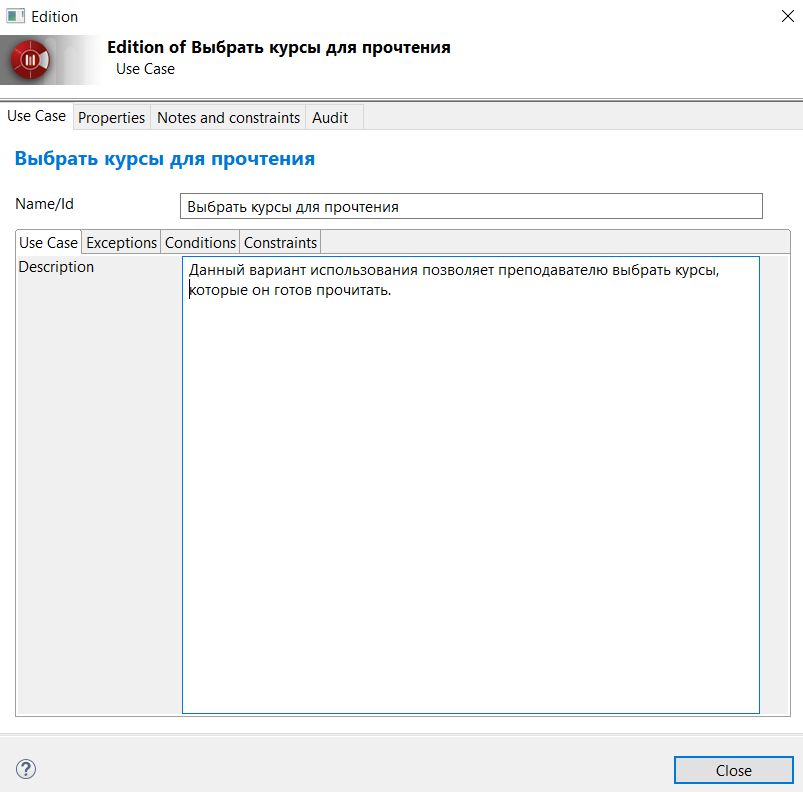 Edition
Edition of Выбрать курсы для прочтения
Use Case
Use Case Properties Notes and constraints Audit
Выбрать курсы для прочтения
Name/Id Выбрать курсы для прочтения
Use Case Exceptions Conditions Constraints
Description Данный вариант использования позволяет преподавателю выбрать курсы,
которые он готов прочитать.
? Close